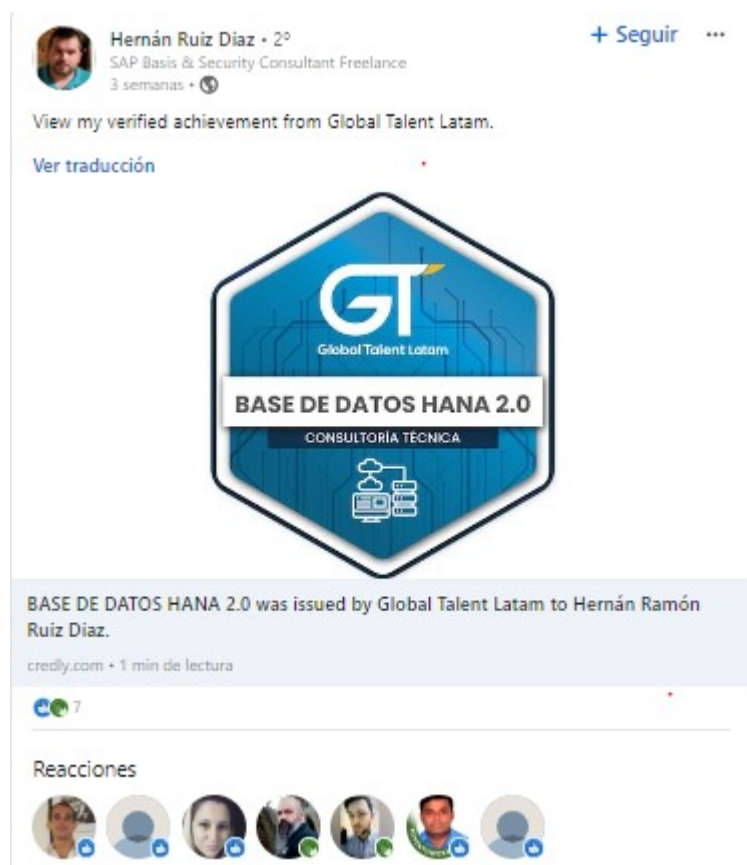 Hernán Ruiz Diaz • 2º
+ Seguir ...
SAP Basis & Security Consultant Freelance
3 semanas •
View my verified achievement from Global Talent Latam.
Ver traducción
GT
Global Talent Latam
BASE DE DATOS HANA 2.0
CONSULTORÍA TÉCNICA
BASE DE DATOS HANA 2.0 was issued by Global Talent Latam to Hernán Ramón
Ruiz Diaz.
credly.com • 1 min de lectura
7
Reacciones